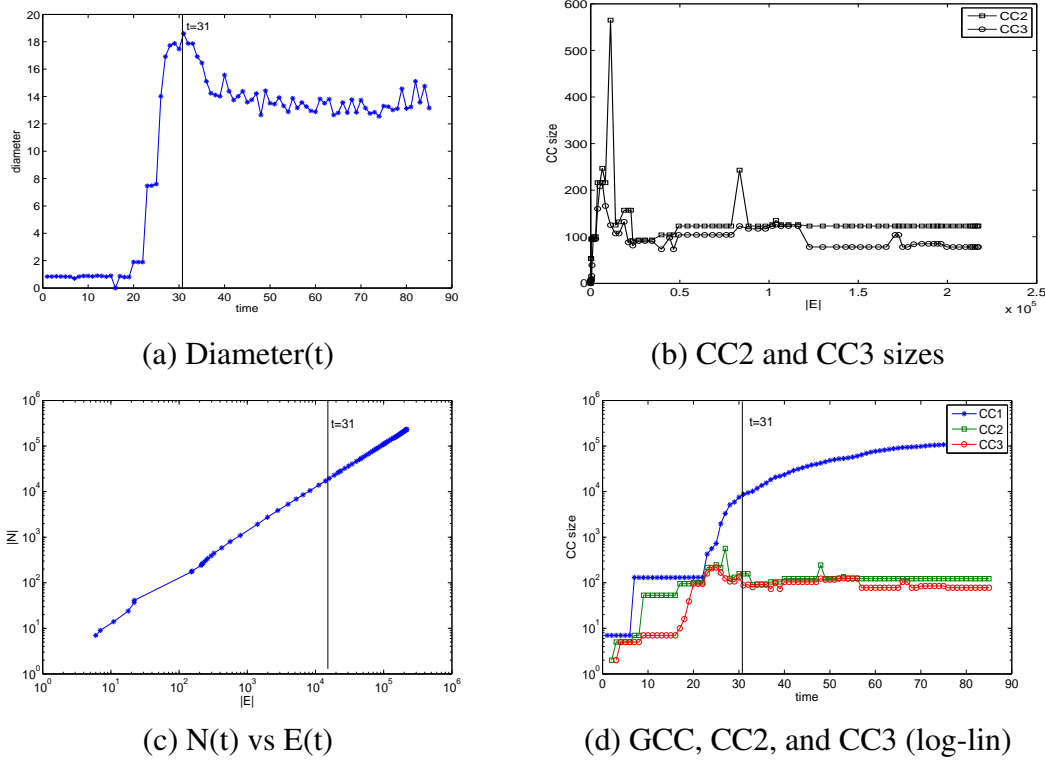 t=31
20
18
16
14
12
10
8
6
4
2
0
diameter
0 10 20 30 40 50 60 70 80 90
time
(a) Diameter(t)
CC2
CC3
600
500
400
300
200
100
0
CC size
0 0.5 1 1.5 2 2.5
|E|
x 10^5
(b) CC2 and CC3 sizes
t=31
10^6
10^5
10^4
10^3
10^2
10^1
10^0
|N|
10^0 10^1 10^2 10^3 10^4 10^5 10^6
|E|
(c) N(t) vs E(t)
t=31
CC1
CC2
CC3
10^6
10^5
10^4
10^3
10^2
10^1
10^0
CC size
0 10 20 30 40 50 60 70 80 90
time
(d) GCC, CC2, and CC3 (log-lin)